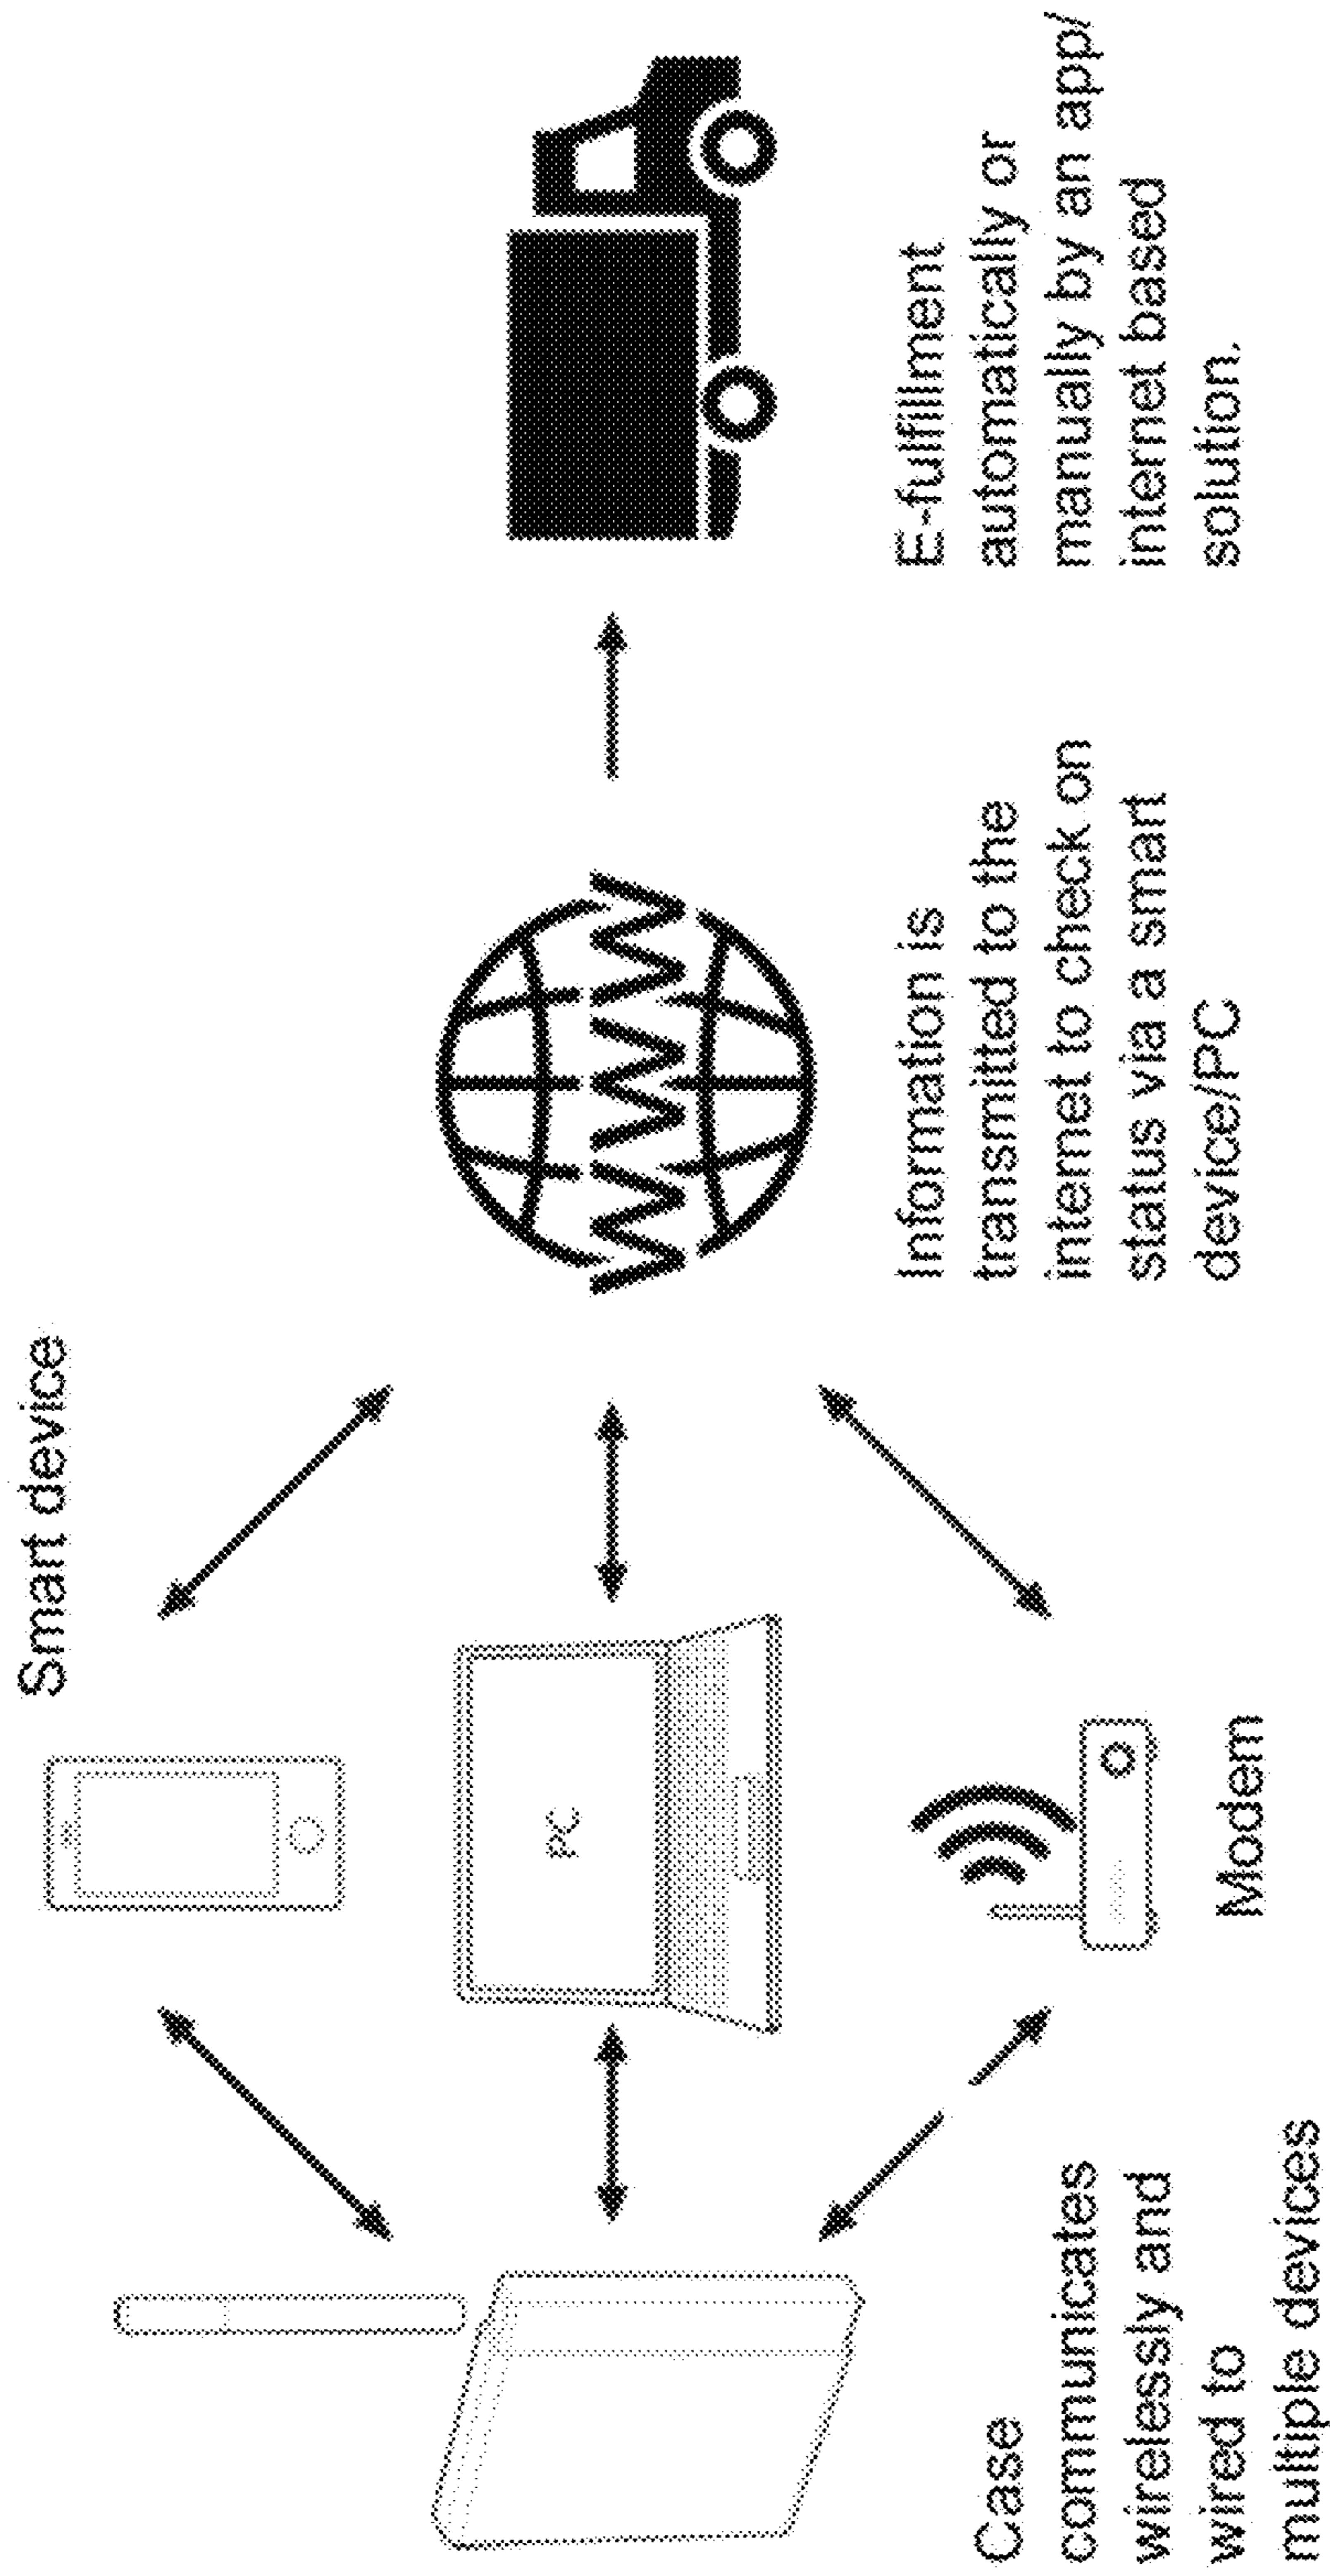 Smart device
PC
Modem
WWW
Case
communicates
wirelessly and
wired to
multiple devices
Information is
transmitted to the
internet to check on
status via a smart
device/PC
E-fulfillment
automatically or
manually by an app/
internet based
solution.